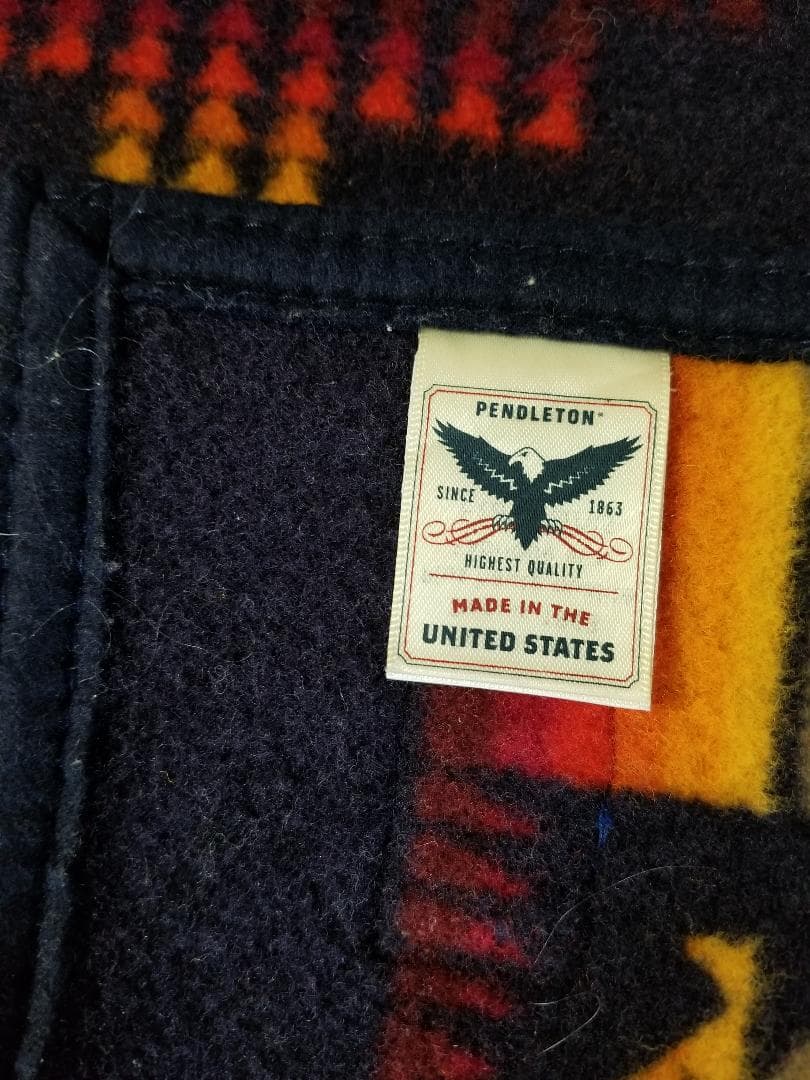 PENDLETON®
SINCE 1863
HIGHEST QUALITY
MADE IN THE
UNITED STATES